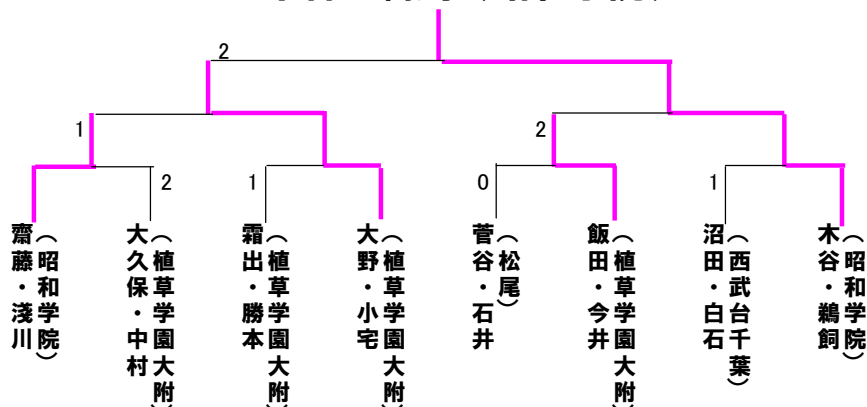 2
1
2
2
1
0
1
齋藤・淺川
（昭和学院）
大久保・中村
（植草学園大附）
霜出・勝本
（植草学園大附）
大野・小宅
（植草学園大附）
菅谷・石井
（松尾）
飯田・今井
（植草学園大附）
沼田・白石
（西武台千葉）
木谷・鵜飼
（昭和学院）